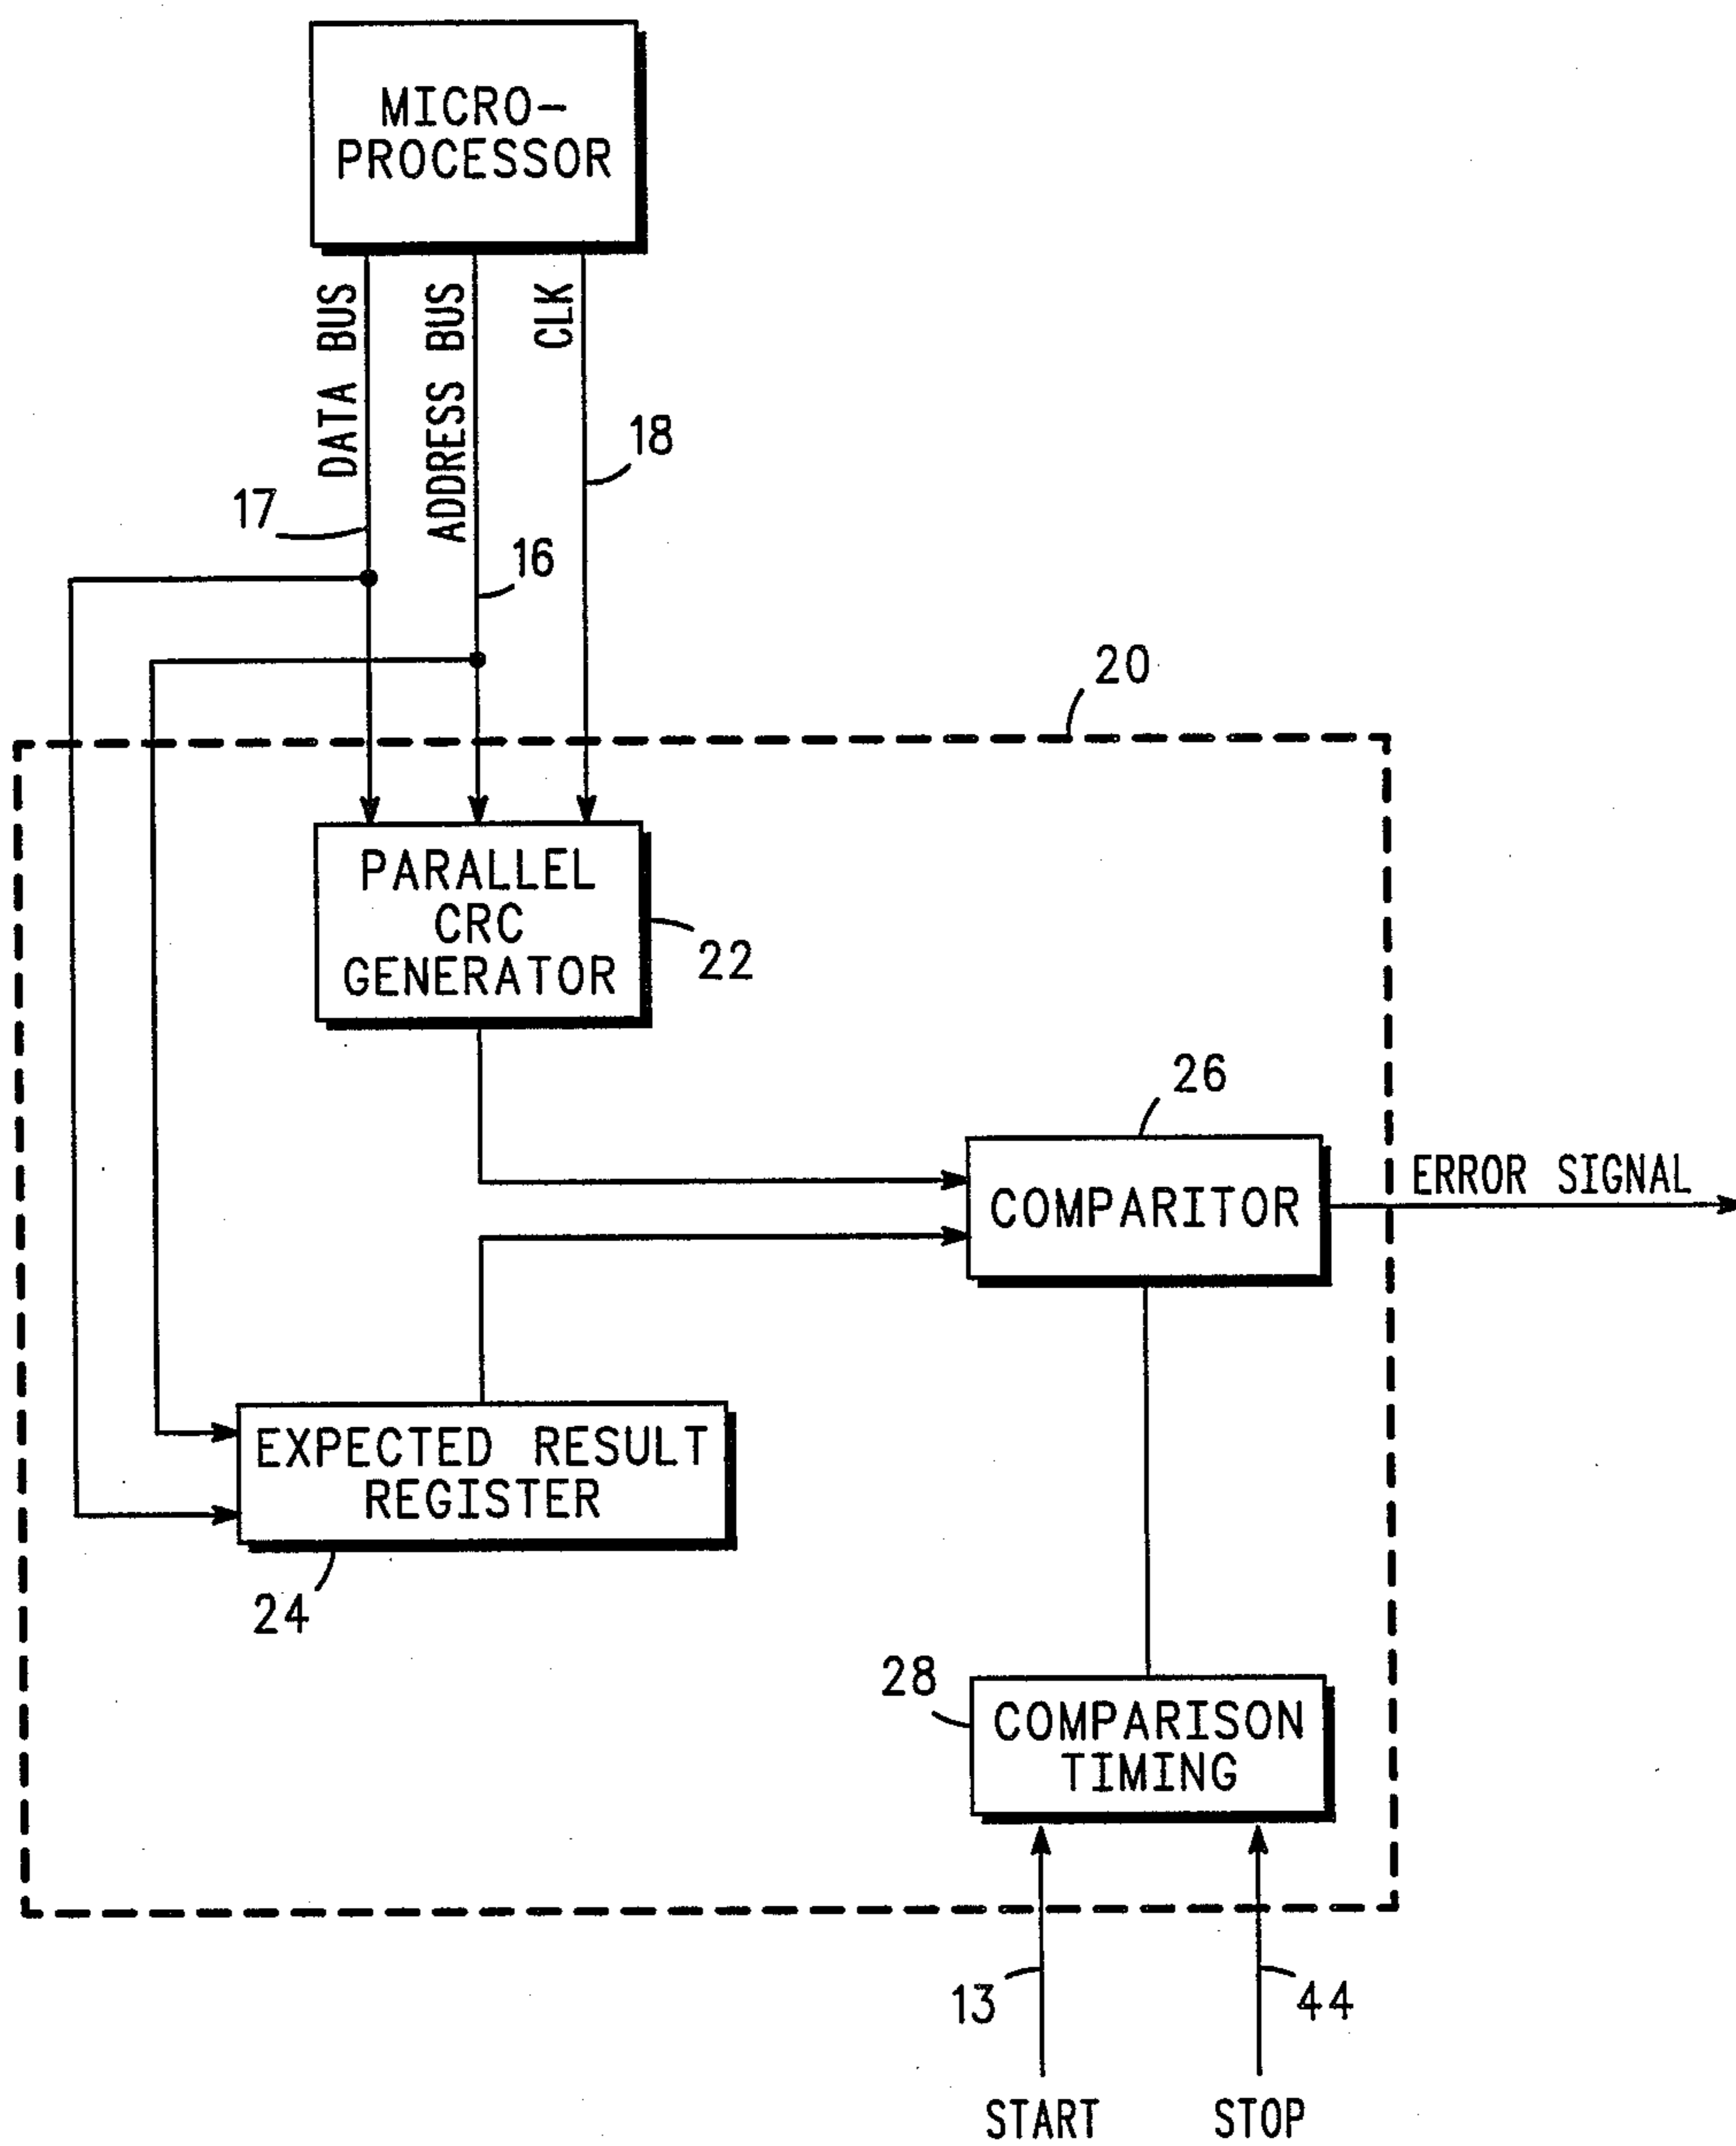 MICRO-
PROCESSOR
DATA BUS
ADDRESS BUS
CLK
18
17
16
20
PARALLEL
CRC
GENERATOR
22
26
COMPARITOR
ERROR SIGNAL
EXPECTED RESULT
REGISTER
24
28
COMPARISON
TIMING
13
44
START
STOP